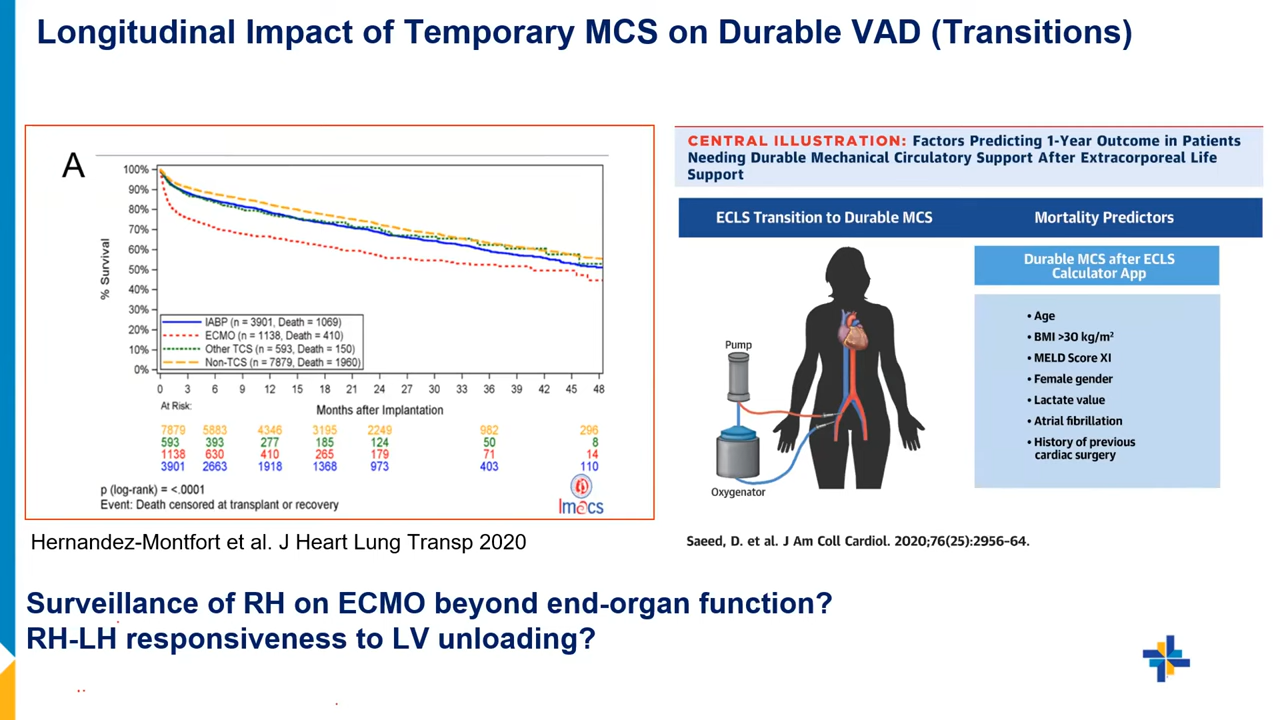 Longitudinal Impact of Temporary MCS on Durable VAD (Transitions)
A
100%
90%
80%
70%
60%
50%
40%
30%
20%
10%
0%
% Survival
IABP (n = 3901, Death = 1069)
ECMO (n = 1138, Death = 410)
Other TCS (n = 593, Death = 150)
Non-TCS (n = 7879, Death = 1960)
0 3 6 9 12 15 18 21 24 27 30 33 36 39 42 45 48
At Risk:
Months after Implantation
7879 5883 4346 3195 2249 982 296
593 393 277 185 124 50 8
1138 630 410 265 179 71 14
3901 2663 1918 1368 973 403 110
p (log-rank) = <.0001
Event: Death censored at transplant or recovery
Imacs
Hernandez-Montfort et al. J Heart Lung Transp 2020
CENTRAL ILLUSTRATION: Factors Predicting 1-Year Outcome in Patients
Needing Durable Mechanical Circulatory Support After Extracorporeal Life
Support
ECLS Transition to Durable MCS
Mortality Predictors
Pump
Oxygenator
Durable MCS after ECLS
Calculator App
• Age
• BMI >30 kg/m²
• MELD Score XI
• Female gender
• Lactate value
• Atrial fibrillation
• History of previous
cardiac surgery
Saeed, D. et al. J Am Coll Cardiol. 2020;76(25):2956–64.
Surveillance of RH on ECMO beyond end-organ function?
RH-LH responsiveness to LV unloading?